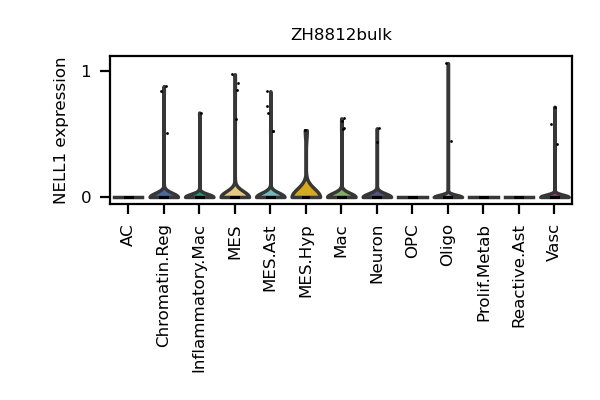 ZH8812bulk
NELL1 expression
1
0
AC
Chromatin.Reg
Inflammatory.Mac
MES
MES.Ast
MES.Hyp
Mac
Neuron
OPC
Oligo
Prolif.Metab
Reactive.Ast
Vasc